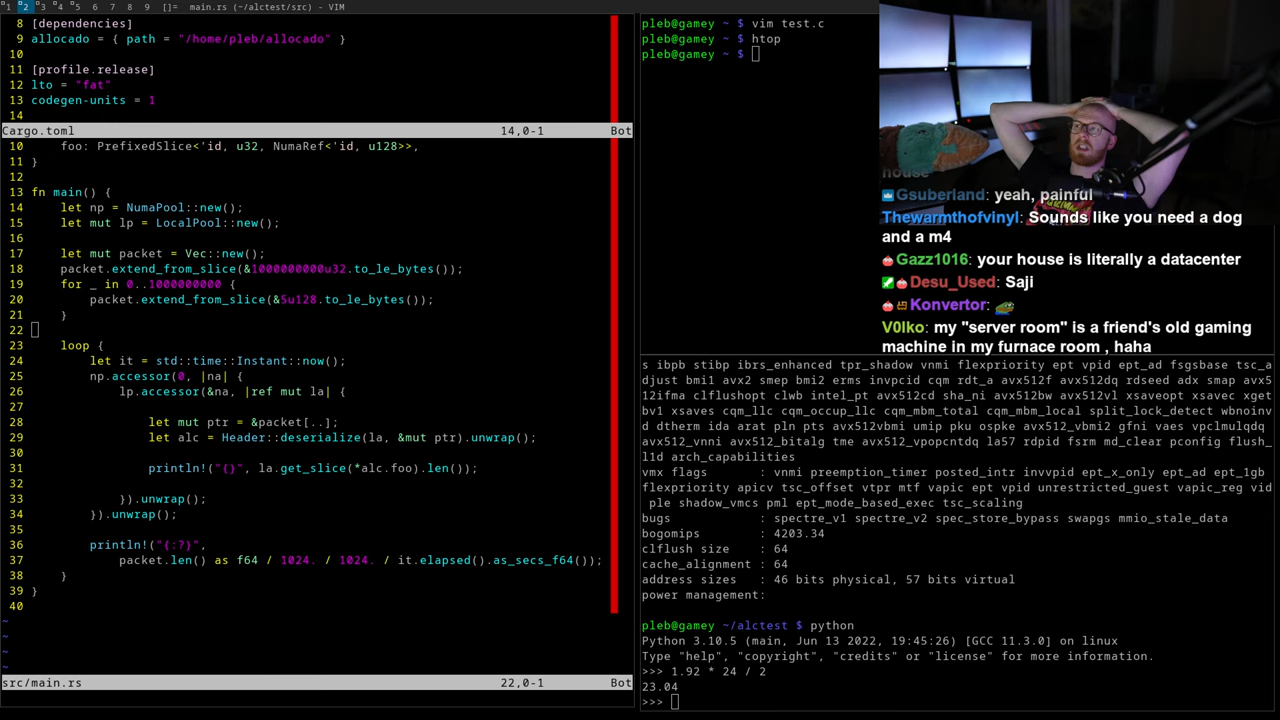 1 2 3 4 5 6 7 8 9 []= main.rs (~/alctest/src) - VIM
8 [dependencies]
9 allocado = { path = "/home/pleb/allocado" }
10
11 [profile.release]
12 lto = "fat"
13 codegen-units = 1
14
Cargo.toml 14,0-1 Bot
10 foo: PrefixedSlice<'id, u32, NumaRef<'id, u128>>,
11 }
12
13 fn main() {
14 let np = NumaPool::new();
15 let mut lp = LocalPool::new();
16
17 let mut packet = Vec::new();
18 packet.extend_from_slice(&1000000000u32.to_le_bytes());
19 for _ in 0..1000000000 {
20 packet.extend_from_slice(&5u128.to_le_bytes());
21 }
22
23 loop {
24 let it = std::time::Instant::now();
25 np.accessor(0, |na| {
26 lp.accessor(&na, |ref mut la| {
27
28 let mut ptr = &packet[..];
29 let alc = Header::deserialize(la, &mut ptr).unwrap();
30
31 println!("{}", la.get_slice(*alc.foo).len());
32
33 }).unwrap();
34 }).unwrap();
35
36 println!("{:?}",
37 packet.len() as f64 / 1024. / 1024. / it.elapsed().as_secs_f64());
38 }
39 }
40
~
~
~
~
src/main.rs 22,0-1 Bot
pleb@gamey ~ $ vim test.c
pleb@gamey ~ $ htop
pleb@gamey ~ $
house
Gsuberland: yeah, painful
Thewarmthofvinyl: Sounds like you need a dog
and a m4
Gazz1016: your house is literally a datacenter
Desu_Used: Saji
Konvertor:
V0lko: my "server room" is a friend's old gaming
machine in my furnace room , haha
s ibpb stibp ibrs_enhanced tpr_shadow vnmi flexpriority ept vpid ept_ad fsgsbase tsc_a
djust bmi1 avx2 smep bmi2 erms invpcid cqm rdt_a avx512f avx512dq rdseed adx smap avx5
12ifma clflushopt clwb intel_pt avx512cd sha_ni avx512bw avx512vl xsaveopt xsavec xget
bv1 xsaves cqm_llc cqm_occup_llc cqm_mbm_total cqm_mbm_local split_lock_detect wbnoinv
d dtherm ida arat pln pts avx512vbmi umip pku ospke avx512_vbmi2 gfni vaes vpclmulqdq
avx512_vnni avx512_bitalg tme avx512_vpopcntdq la57 rdpid fsrm md_clear pconfig flush_
l1d arch_capabilities
vmx flags : vnmi preemption_timer posted_intr invvpid ept_x_only ept_ad ept_1gb
flexpriority apicv tsc_offset vtpr mtf vapic ept vpid unrestricted_guest vapic_reg vid
ple shadow_vmcs pml ept_mode_based_exec tsc_scaling
bugs : spectre_v1 spectre_v2 spec_store_bypass swapgs mmio_stale_data
bogomips : 4203.34
clflush size : 64
cache_alignment : 64
address sizes : 46 bits physical, 57 bits virtual
power management:
pleb@gamey ~/alctest $ python
Python 3.10.5 (main, Jun 13 2022, 19:45:26) [GCC 11.3.0] on linux
Type "help", "copyright", "credits" or "license" for more information.
>>> 1.92 * 24 / 2
23.04
>>>